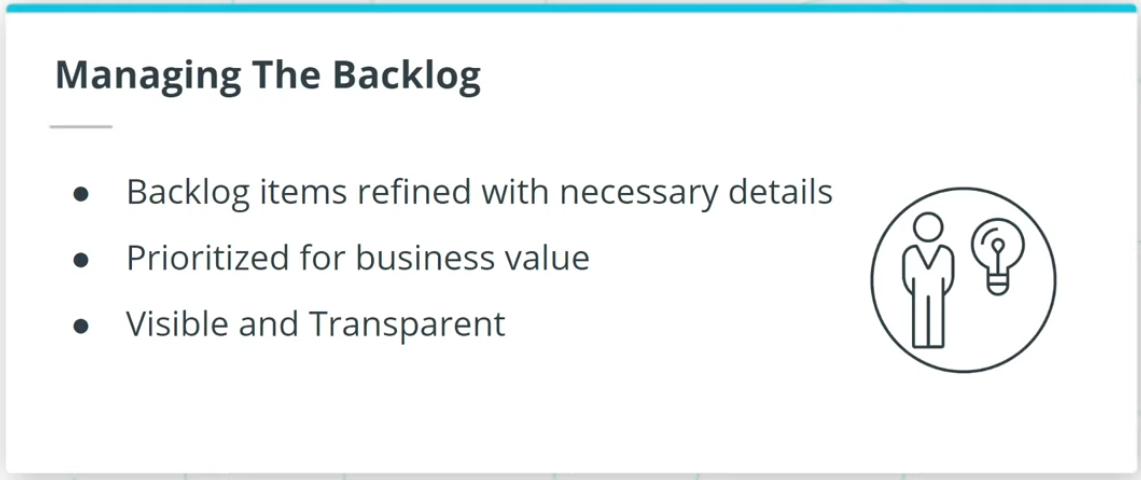 Managing The Backlog
● Backlog items refined with necessary details
● Prioritized for business value
● Visible and Transparent